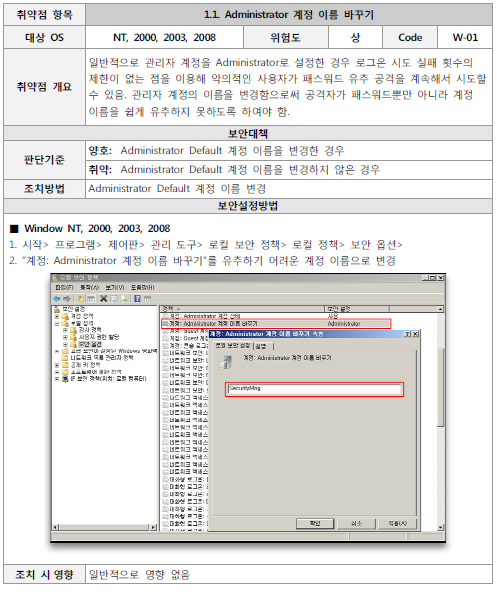 취약점 항목
1.1. Administrator 계정 이름 바꾸기
대상 OS
NT, 2000, 2003, 2008
위험도
상
Code
W-01
취약점 개요
일반적으로 관리자 계정을 Administrator로 설정한 경우 로그온 시도 실패 횟수의
제한이 없는 점을 이용해 악의적인 사용자가 패스워드 유추 공격을 계속해서 시도할
수 있음. 관리자 계정의 이름을 변경함으로써 공격자가 패스워드뿐만 아니라 계정
이름을 쉽게 유추하지 못하도록 하여야 함.
보안대책
판단기준
양호: Administrator Default 계정 이름을 변경한 경우
취약: Administrator Default 계정 이름을 변경하지 않은 경우
조치방법
Administrator Default 계정 이름 변경
보안설정방법
■ Window NT, 2000, 2003, 2008
1. 시작> 프로그램> 제어판> 관리 도구> 로컬 보안 정책> 로컬 정책> 보안 옵션>
2. "계정: Administrator 계정 이름 바꾸기"를 유추하기 어려운 계정 이름으로 변경
로컬 보안 정책
파일(F) 동작(A) 보기(V) 도움말(H)
보안 설정
계정 정책
로컬 정책
감사 정책
사용자 권한 할당
보안 옵션
네트워크 목록 관리자 정책
공개 키 정책
소프트웨어 제한 정책
IP 보안 정책(위치: 로컬 컴퓨터)
정책
보안 설정
계정: Administrator 계정 상태
사용
계정: Administrator 계정 이름 바꾸기
Administrator
계정: Administrator 계정 이름 바꾸기 속성
로컬 보안 설정
설명
계정: Administrator 계정 이름 바꾸기
SecurityMng
확인
취소
적용(A)
조치 시 영향
일반적으로 영향 없음